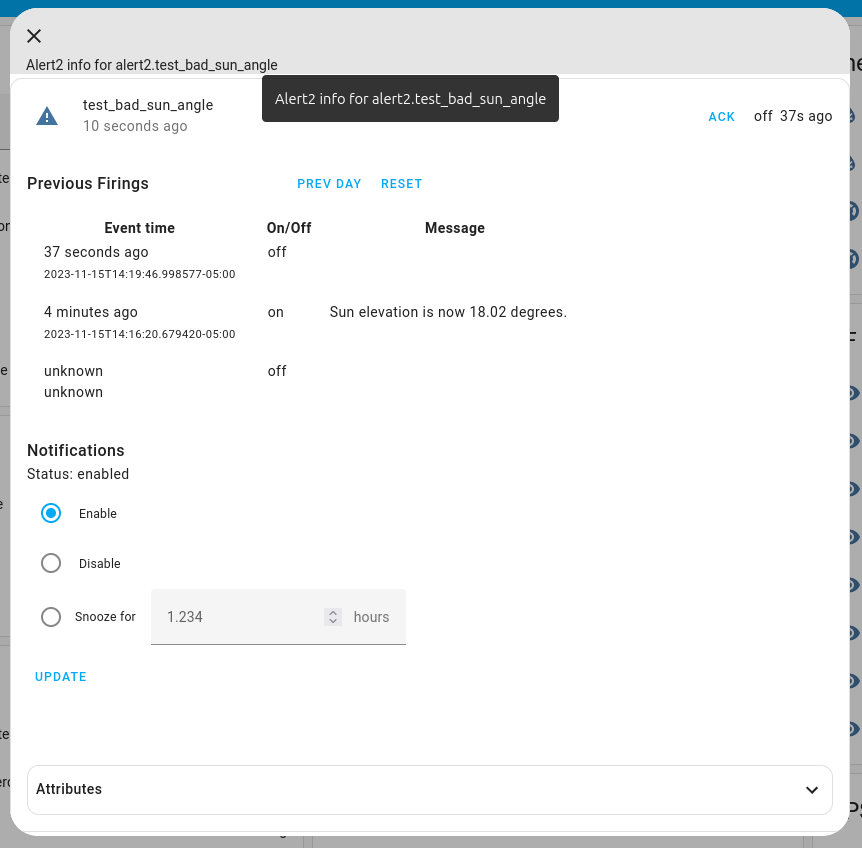 Alert2 info for alert2.test_bad_sun_angle
Alert2 info for alert2.test_bad_sun_angle
test_bad_sun_angle
10 seconds ago
ACK off 37s ago
Previous Firings PREV DAY RESET
Event time On/Off Message
37 seconds ago off
2023-11-15T14:19:46.998577-05:00
4 minutes ago on Sun elevation is now 18.02 degrees.
2023-11-15T14:16:20.679420-05:00
unknown off
unknown
Notifications
Status: enabled
Enable
Disable
Snooze for 1.234 hours
UPDATE
Attributes